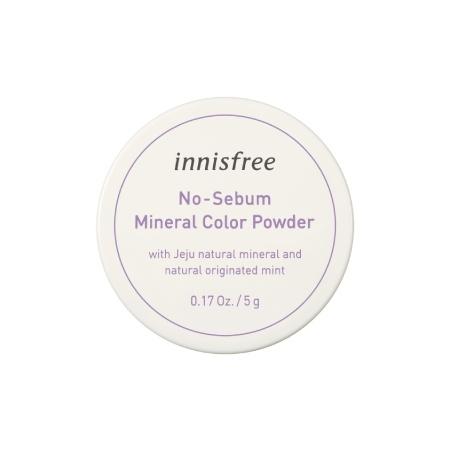 innisfree
No-Sebum
Mineral Color Powder
with Jeju natural mineral and
natural originated mint
0.17 Oz. / 5 g